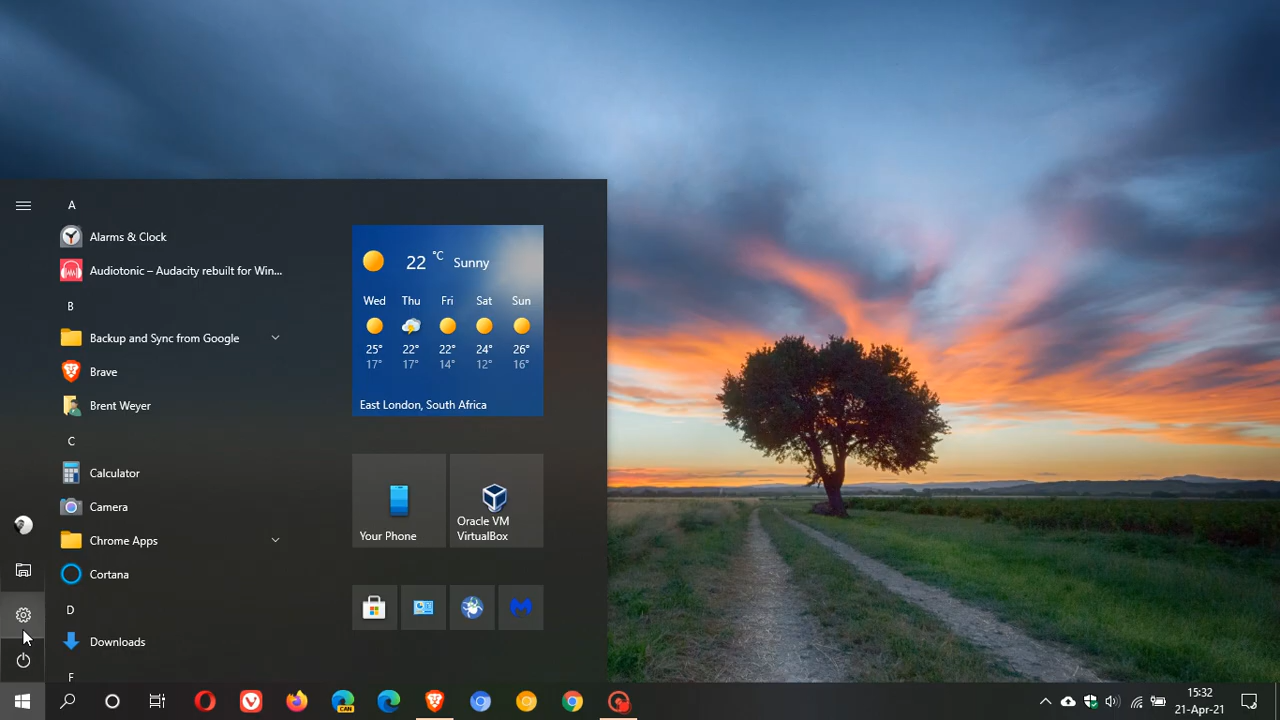 A
Alarms & Clock
Audiotonic – Audacity rebuilt for Win...
B
Backup and Sync from Google
Brave
Brent Weyer
C
Calculator
Camera
Chrome Apps
Cortana
D
Downloads
F
22 °C Sunny
Wed Thu Fri Sat Sun
25° 22° 22° 24° 26°
17° 17° 14° 12° 16°
East London, South Africa
Your Phone
Oracle VM
VirtualBox
CAN
15:32
21-Apr-21